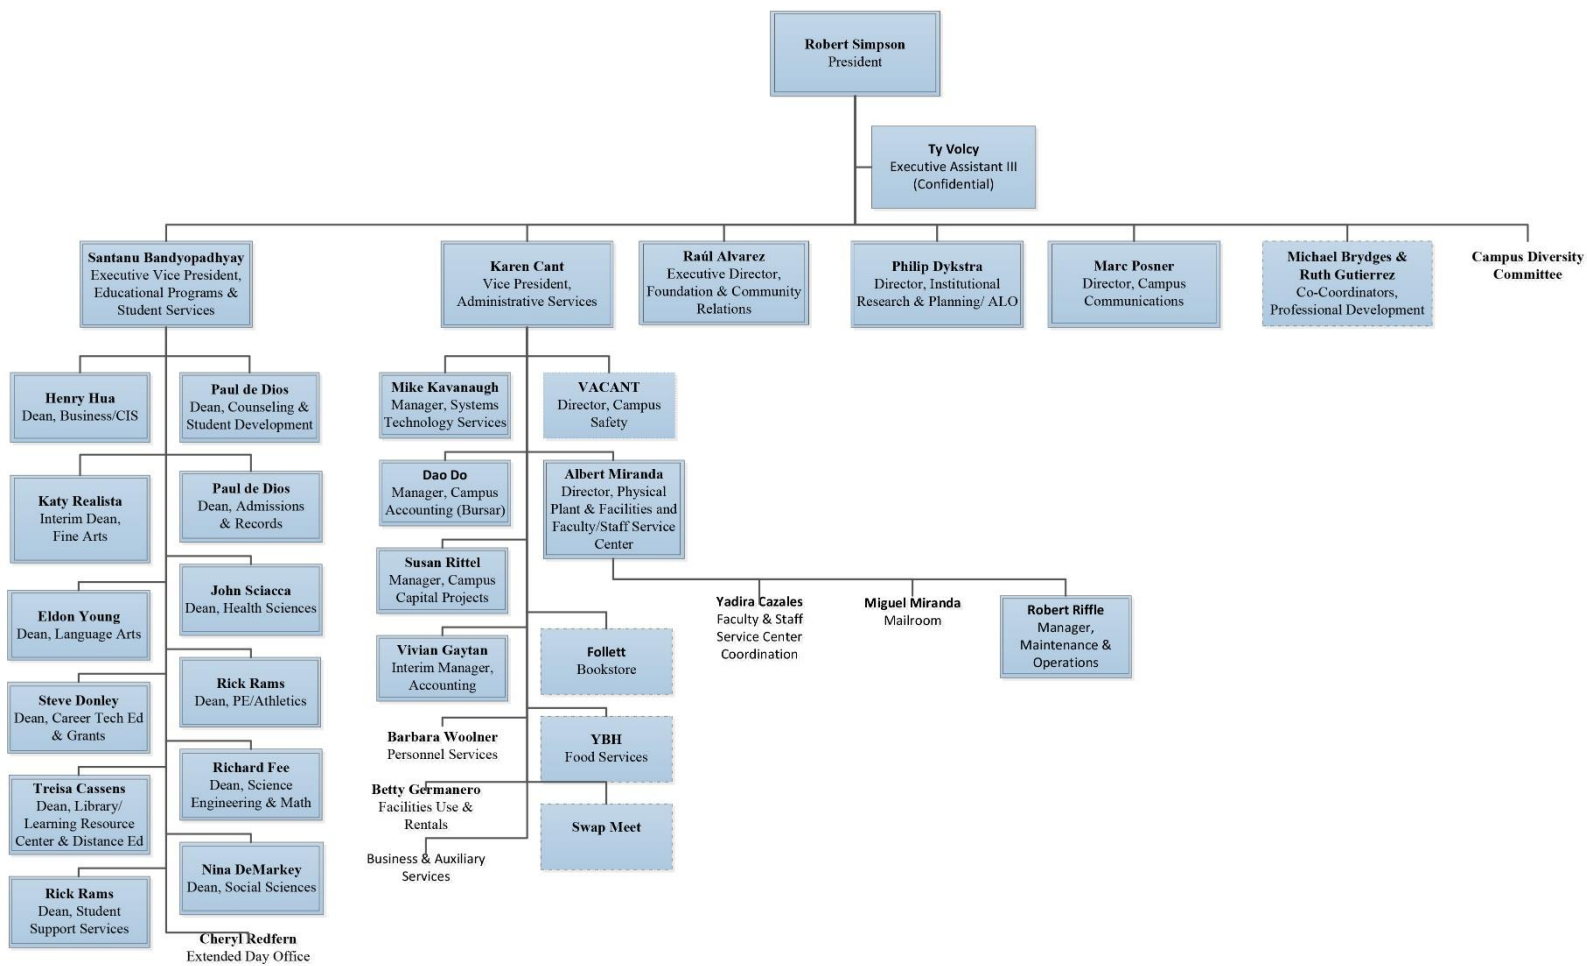 Robert Simpson
President
Ty Volcy
Executive Assistant III
(Confidential)
Santanu Bandyopadhyay
Executive Vice President,
Educational Programs &
Student Services
Karen Cant
Vice President,
Administrative Services
Raúl Alvarez
Executive Director,
Foundation & Community
Relations
Philip Dykstra
Director, Institutional
Research & Planning/ ALO
Marc Posner
Director, Campus
Communications
Michael Brydges &
Ruth Gutierrez
Co-Coordinators,
Professional Development
Campus Diversity
Committee
Henry Hua
Dean, Business/CIS
Paul de Dios
Dean, Counseling &
Student Development
Katy Realista
Interim Dean,
Fine Arts
Paul de Dios
Dean, Admissions
& Records
Eldon Young
Dean, Language Arts
John Sciacca
Dean, Health Sciences
Steve Donley
Dean, Career Tech Ed
& Grants
Rick Rams
Dean, PE/Athletics
Treisa Cassens
Dean, Library/
Learning Resource
Center & Distance Ed
Richard Fee
Dean, Science
Engineering & Math
Rick Rams
Dean, Student
Support Services
Nina DeMarkey
Dean, Social Sciences
Cheryl Redfern
Extended Day Office
Mike Kavanaugh
Manager, Systems
Technology Services
VACANT
Director, Campus
Safety
Dao Do
Manager, Campus
Accounting (Bursar)
Albert Miranda
Director, Physical
Plant & Facilities and
Faculty/Staff Service
Center
Susan Rittel
Manager, Campus
Capital Projects
Vivian Gaytan
Interim Manager,
Accounting
Follett
Bookstore
Barbara Woolner
Personnel Services
YBH
Food Services
Betty Germanero
Facilities Use &
Rentals
Swap Meet
Business & Auxiliary
Services
Yadira Cazales
Faculty & Staff
Service Center
Coordination
Miguel Miranda
Mailroom
Robert Riffle
Manager,
Maintenance &
Operations